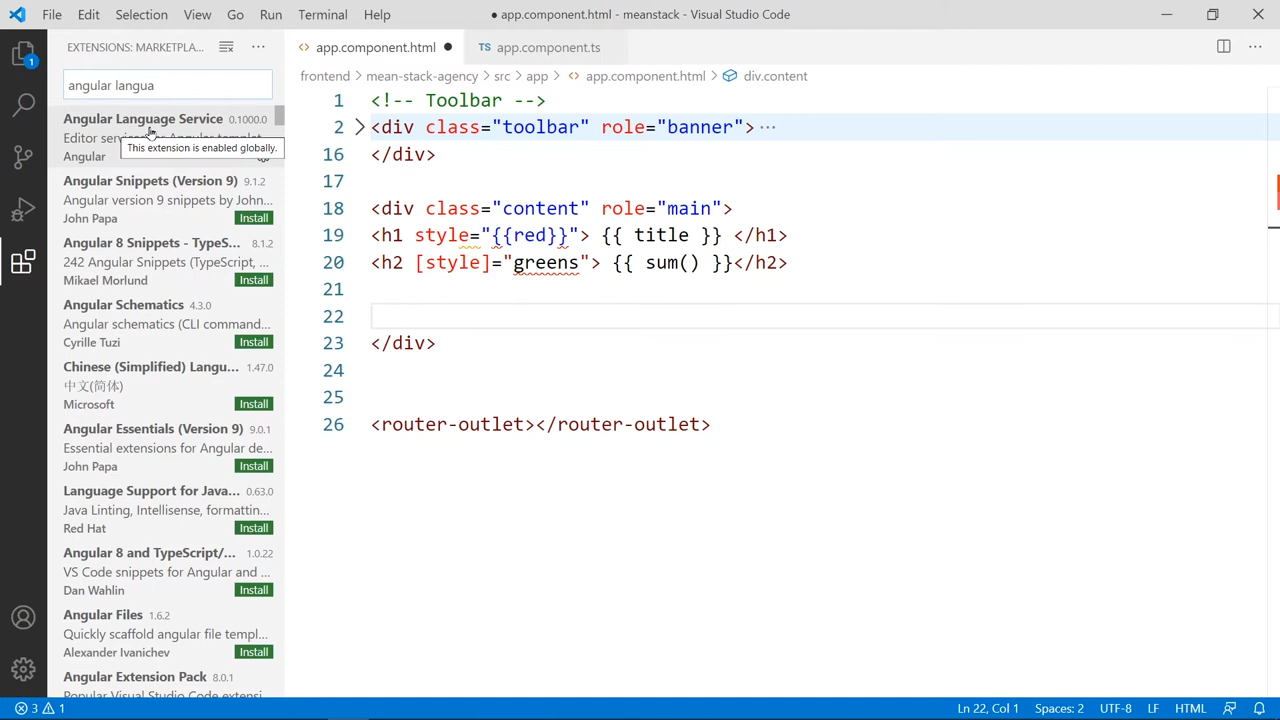 File Edit Selection View Go Run Terminal Help
● app.component.html - meanstack - Visual Studio Code
EXTENSIONS: MARKETPLA...
angular langua
Angular Language Service 0.1000.0
Angular
This extension is enabled globally.
Angular Snippets (Version 9) 9.1.2
Angular version 9 snippets by John...
John Papa Install
Angular 8 Snippets - TypeS... 8.1.2
242 Angular Snippets (TypeScript, ...
Mikael Morlund Install
Angular Schematics 4.3.0
Angular schematics (CLI command...
Cyrille Tuzi Install
Chinese (Simplified) Langu... 1.47.0
中文(简体)
Microsoft Install
Angular Essentials (Version 9) 9.0.1
Essential extensions for Angular de...
John Papa Install
Language Support for Java... 0.63.0
Java Linting, Intellisense, formattin...
Red Hat Install
Angular 8 and TypeScript/... 1.0.22
VS Code snippets for Angular and ...
Dan Wahlin Install
Angular Files 1.6.2
Quickly scaffold angular file templ...
Alexander Ivanichev Install
Angular Extension Pack 8.0.1
Popular Visual Studio Code extensi
1
app.component.html ●
TS app.component.ts
frontend > mean-stack-agency > src > app > <> app.component.html > div.content
1 <!-- Toolbar -->
2 <div class="toolbar" role="banner"> ...
16 </div>
17
18 <div class="content" role="main">
19 <h1 style="{{red}}"> {{ title }} </h1>
20 <h2 [style]="greens"> {{ sum() }}</h2>
21
22
23 </div>
24
25
26 <router-outlet></router-outlet>
3 1
Ln 22, Col 1 Spaces: 2 UTF-8 LF HTML